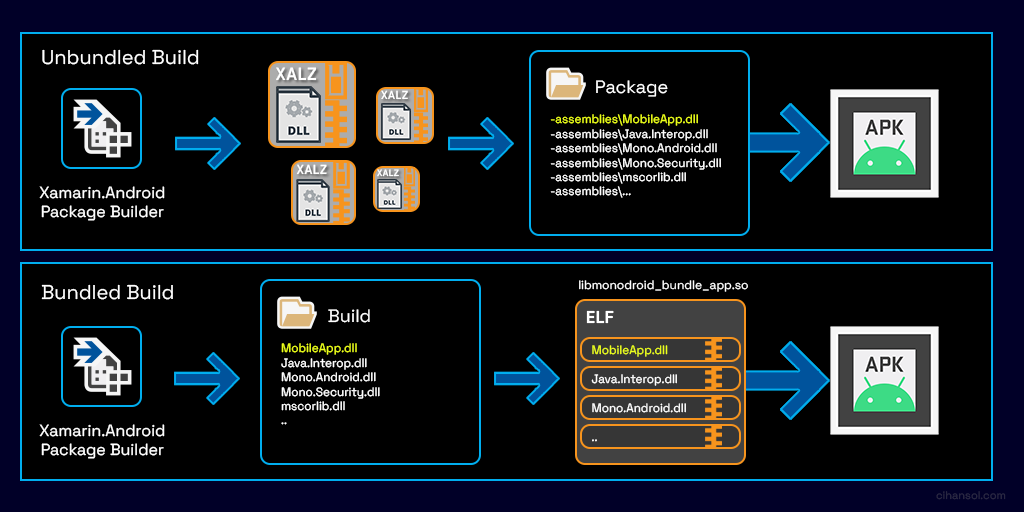 Unbundled Build
Xamarin.Android
Package Builder
XALZ
DLL
XALZ
DLL
XALZ
DLL
XALZ
DLL
Package
-assemblies\MobileApp.dll
-assemblies\Java.Interop.dll
-assemblies\Mono.Android.dll
-assemblies\Mono.Security.dll
-assemblies\mscorlib.dll
-assemblies\...
APK
Bundled Build
Xamarin.Android
Package Builder
Build
MobileApp.dll
Java.Interop.dll
Mono.Android.dll
Mono.Security.dll
mscorlib.dll
..
libmonodroid_bundle_app.so
ELF
MobileApp.dll
Java.Interop.dll
Mono.Android.dll
..
APK
cihansol.com